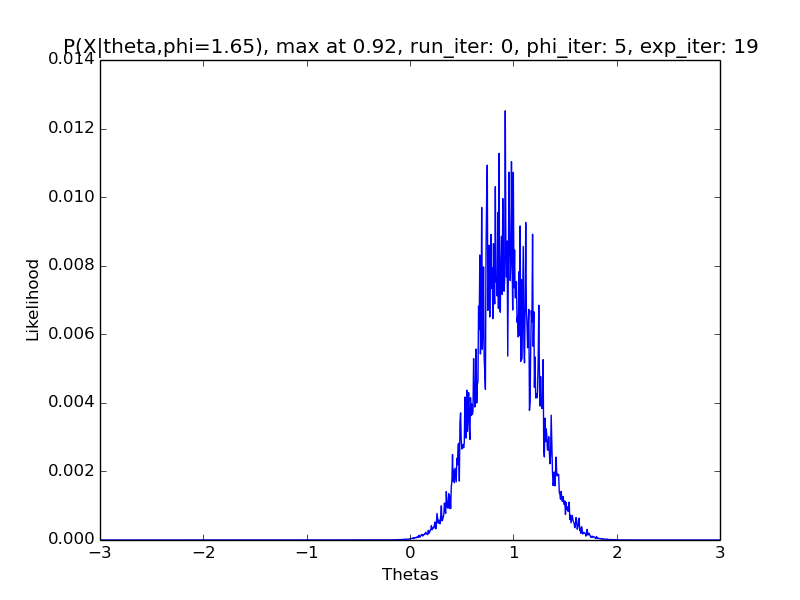 P(X|theta,phi=1.65), max at 0.92, run_iter: 0, phi_iter: 5, exp_iter: 19
0.014
0.012
0.010
0.008
0.006
0.004
0.002
0.000
Likelihood
−3 −2 −1 0 1 2 3
Thetas